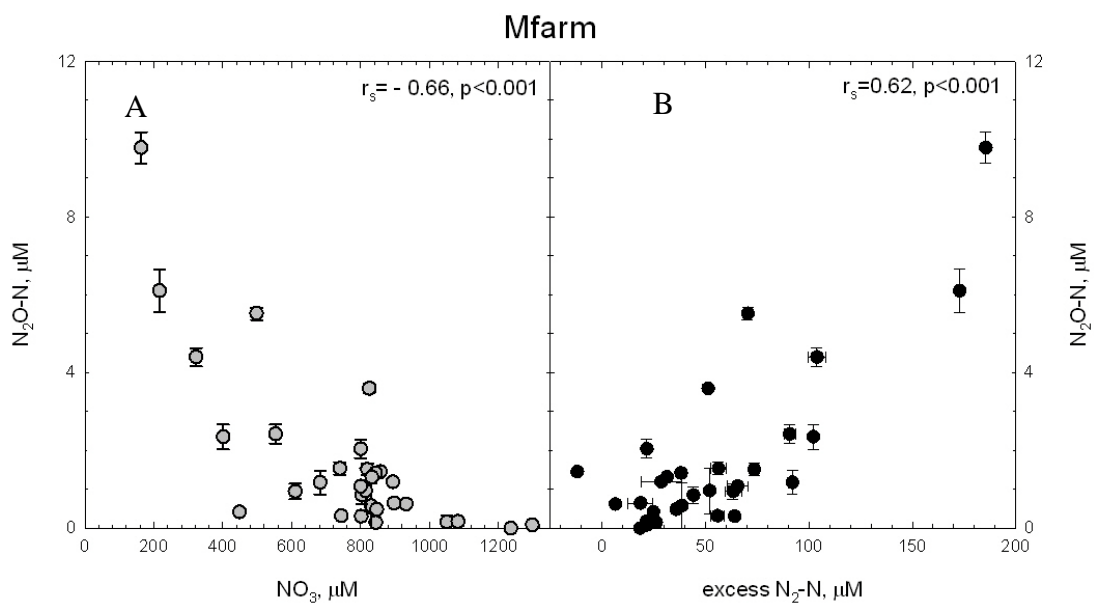 Mfarm
12
8
4
0
N₂O-N, μM
A
rₛ= - 0.66, p<0.001
0 200 400 600 800 1000 1200
NO₃, μM
B
rₛ=0.62, p<0.001
0 50 100 150 200
excess N₂-N, μM
12
8
4
0
N₂O-N, μM